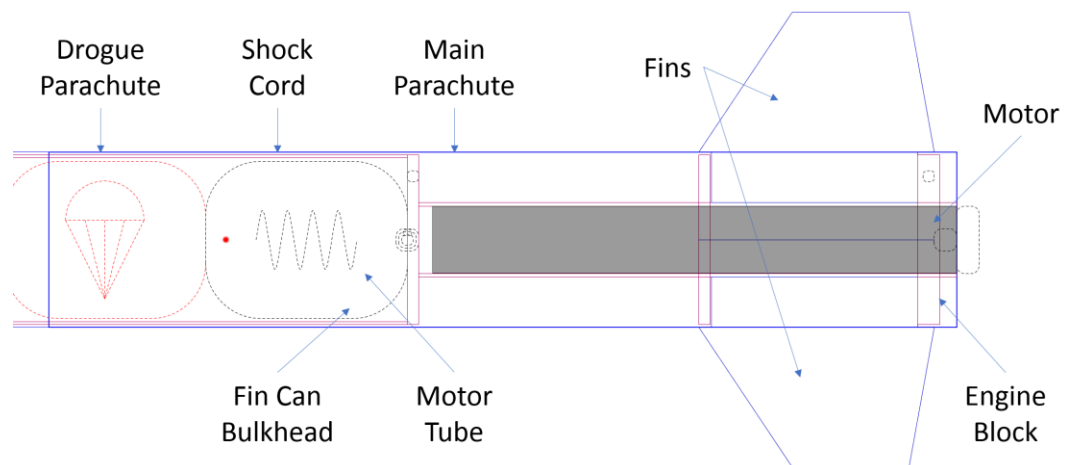 Drogue
Parachute
Shock
Cord
Main
Parachute
Fins
Motor
Fin Can
Bulkhead
Motor
Tube
Engine
Block